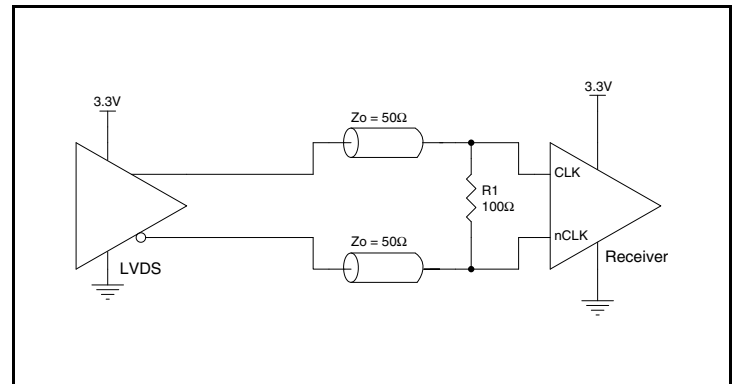 3.3V
3.3V
Zo = 50Ω
CLK
R1
100Ω
nCLK
Zo = 50Ω
Receiver
LVDS